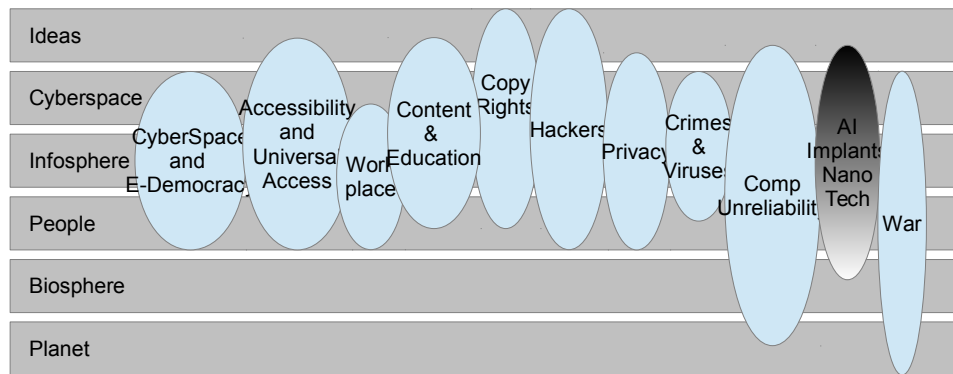 Ideas
Cyberspace
Infosphere
People
Biosphere
Planet
CyberSpace
and
E-Democracy
Accessibility
and
Universal
Access
Work
place
Content
&
Education
Copy
Rights
Hackers
Privacy
Crimes
&
Viruses
Comp
Unreliability
AI
Implants
Nano
Tech
War